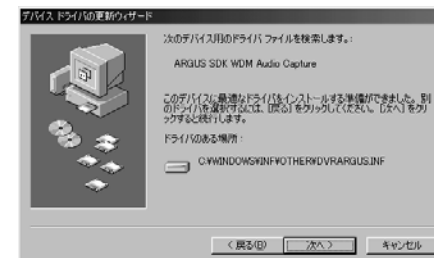 デバイス ドライバの更新ウィザード
次のデバイス用のドライバ ファイルを検索します。:
ARGUS SDK WDM Audio Capture
このデバイスに最適なドライバをインストールする準備ができました。別
のドライバを選択するには、[戻る] をクリックしてください。[次へ] をクリ
ックすると続行します。
ドライバのある場所 :
C:¥WINDOWS¥INF¥OTHER¥DVRARGUS.INF
< 戻る(B)
次へ >
キャンセル